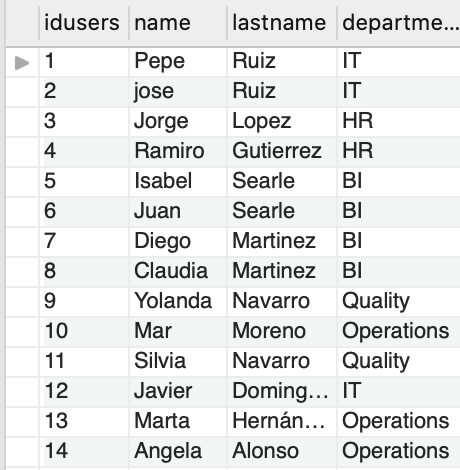 idusers name lastname departme...
1 Pepe Ruiz IT
2 jose Ruiz IT
3 Jorge Lopez HR
4 Ramiro Gutierrez HR
5 Isabel Searle BI
6 Juan Searle BI
7 Diego Martinez BI
8 Claudia Martinez BI
9 Yolanda Navarro Quality
10 Mar Moreno Operations
11 Silvia Navarro Quality
12 Javier Doming... IT
13 Marta Hernán... Operations
14 Angela Alonso Operations